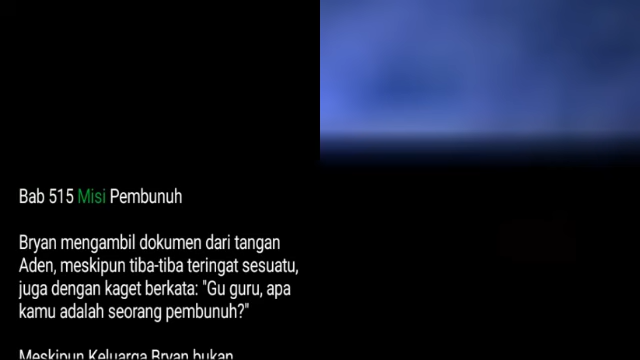 Bab 515 Misi Pembunuh
Bryan mengambil dokumen dari tangan
Aden, meskipun tiba-tiba teringat sesuatu,
juga dengan kaget berkata: "Gu guru, apa
kamu adalah seorang pembunuh?"
Meskipun Keluarga Bryan bukan